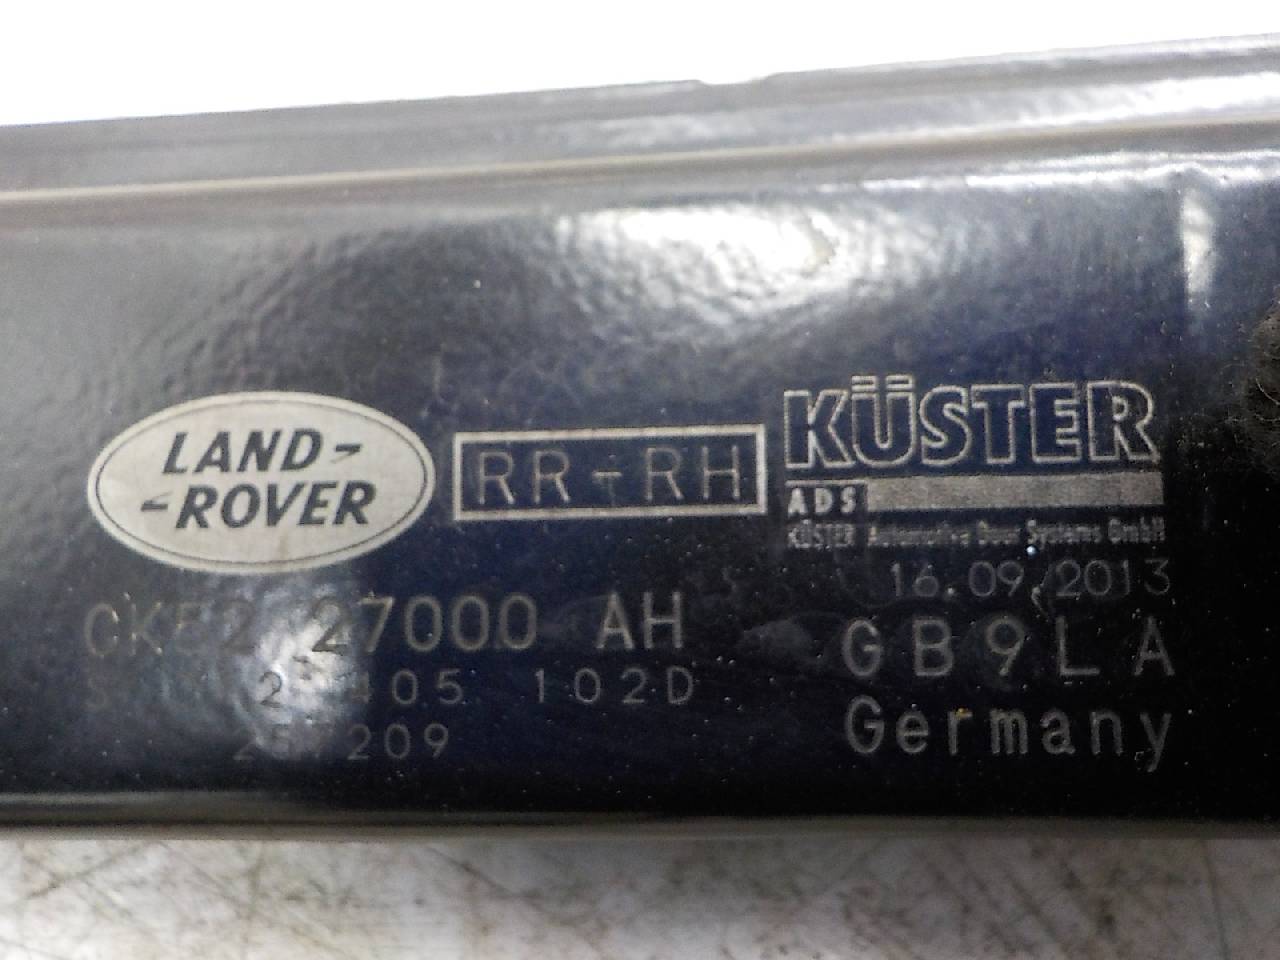 LAND-
-ROVER
RR-RH
KÜSTER
ADS
KÜSTER Automotive Door Systems GmbH
16.09.2013
CK52 27000 AH
GB9LA
102D
Germany